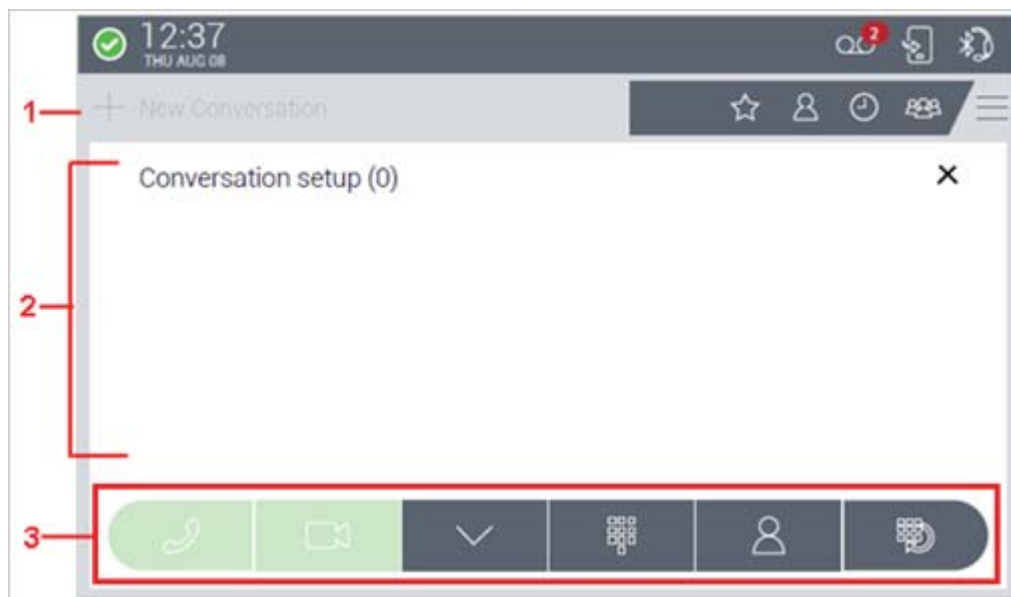 12:37
THU AUG 08
2
1
New Conversation
2
Conversation setup (0)
3